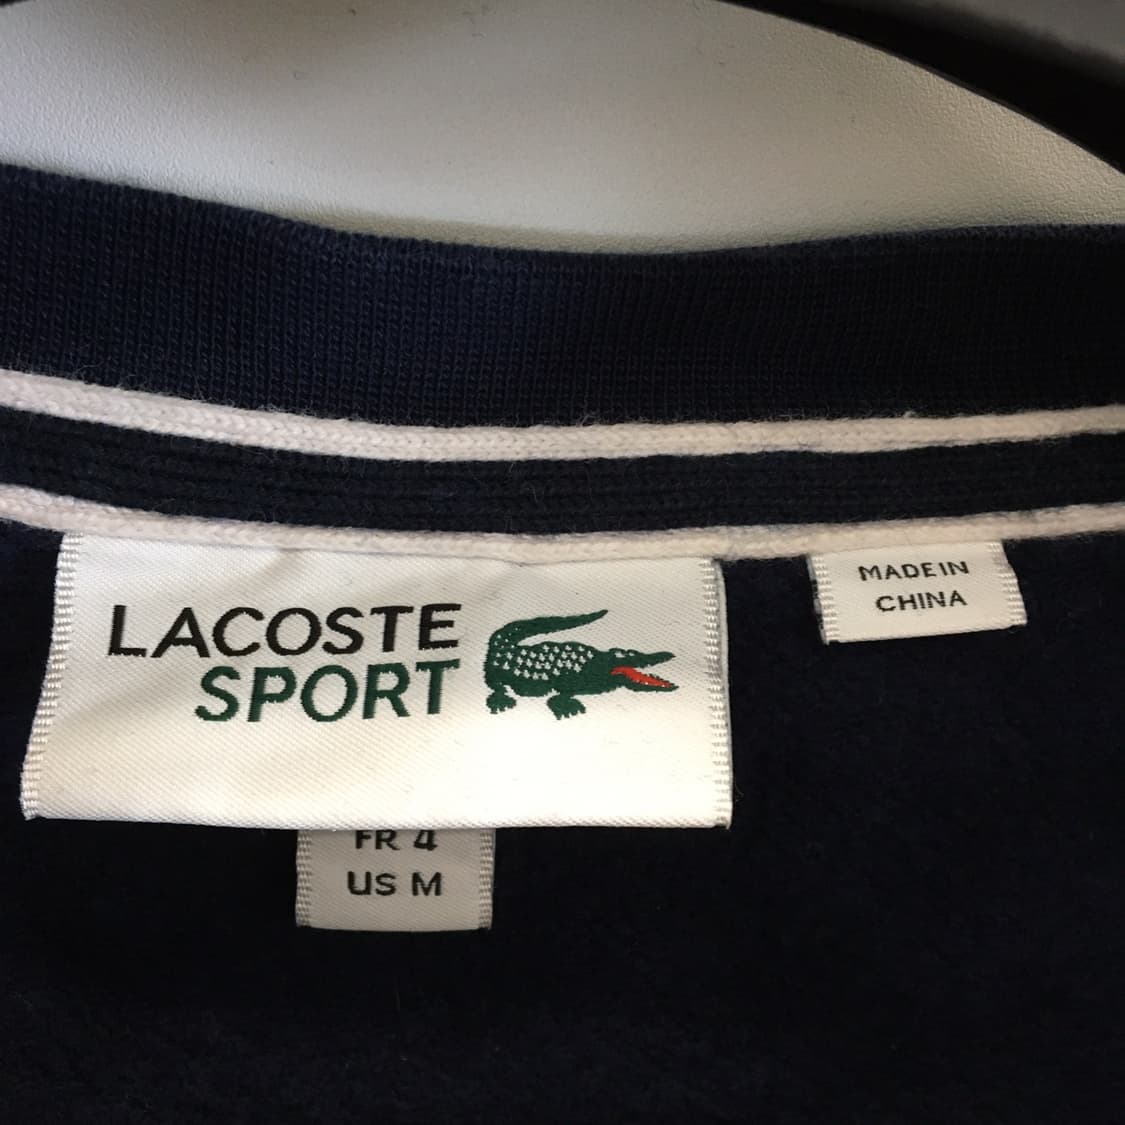 LACOSTE
SPORT
MADE IN
CHINA
FR 4
US M